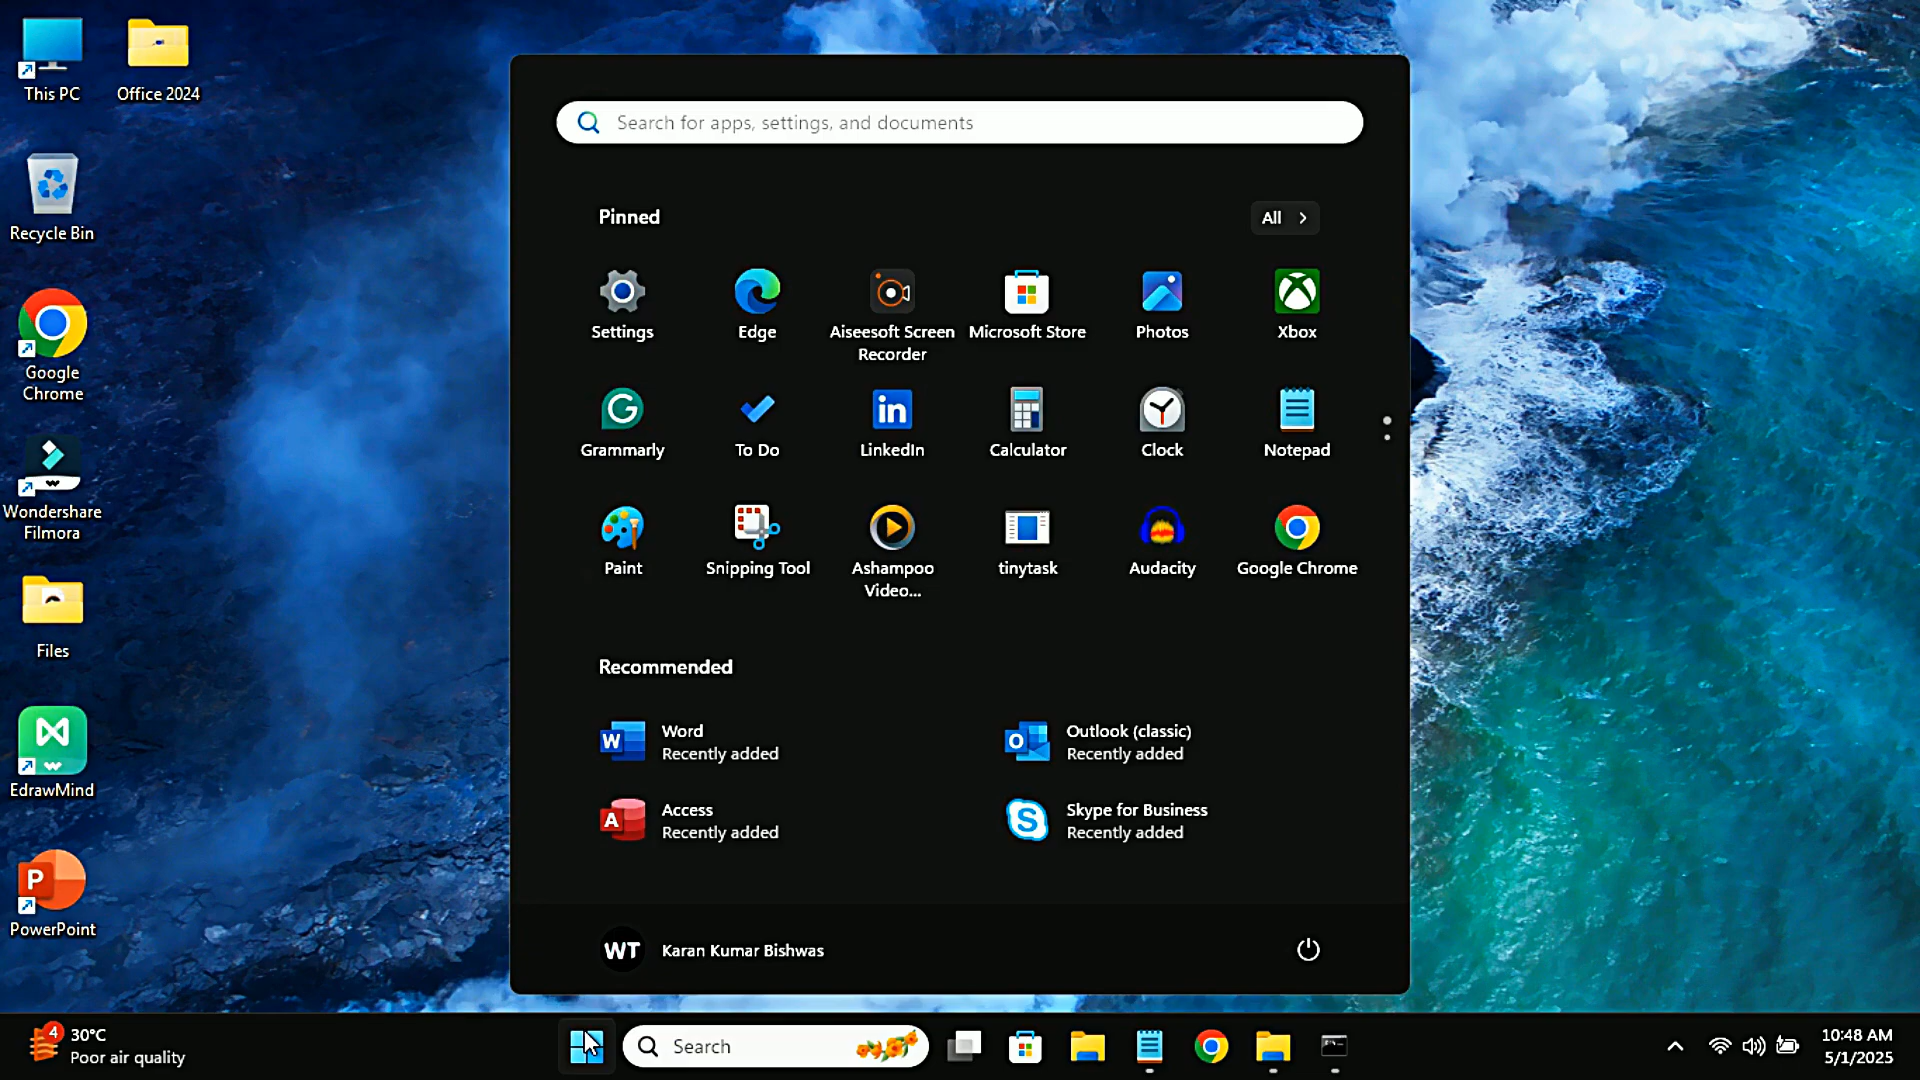 This PC
Office 2024
Recycle Bin
Google
Chrome
Wondershare
Filmora
Files
EdrawMind
P
PowerPoint
Search for apps, settings, and documents
Pinned
All
Settings
Edge
Aiseesoft Screen
Recorder
Microsoft Store
Photos
Xbox
G
Grammarly
To Do
in
LinkedIn
Calculator
Clock
Notepad
Paint
Snipping Tool
Ashampoo
Video...
tinytask
Audacity
Google Chrome
Recommended
W
Word
Recently added
O
Outlook (classic)
Recently added
A
Access
Recently added
S
Skype for Business
Recently added
WT
Karan Kumar Bishwas
4
30°C
Poor air quality
Search
10:48 AM
5/1/2025